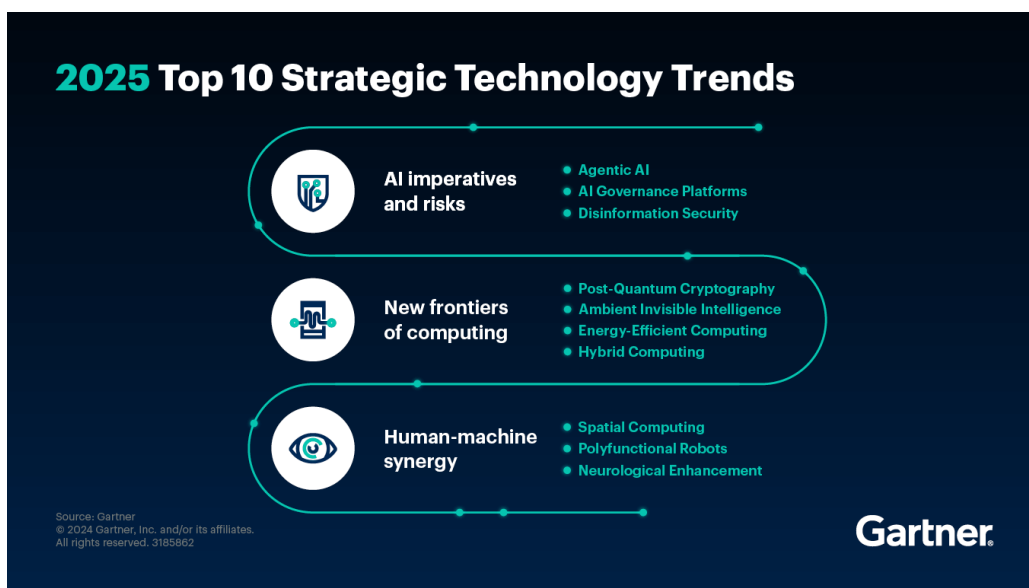 2025 Top 10 Strategic Technology Trends
AI imperatives
and risks
Agentic AI
AI Governance Platforms
Disinformation Security
New frontiers
of computing
Post-Quantum Cryptography
Ambient Invisible Intelligence
Energy-Efficient Computing
Hybrid Computing
Human-machine
synergy
Spatial Computing
Polyfunctional Robots
Neurological Enhancement
Source: Gartner
© 2024 Gartner, Inc. and/or its affiliates.
All rights reserved. 3185862
Gartner®